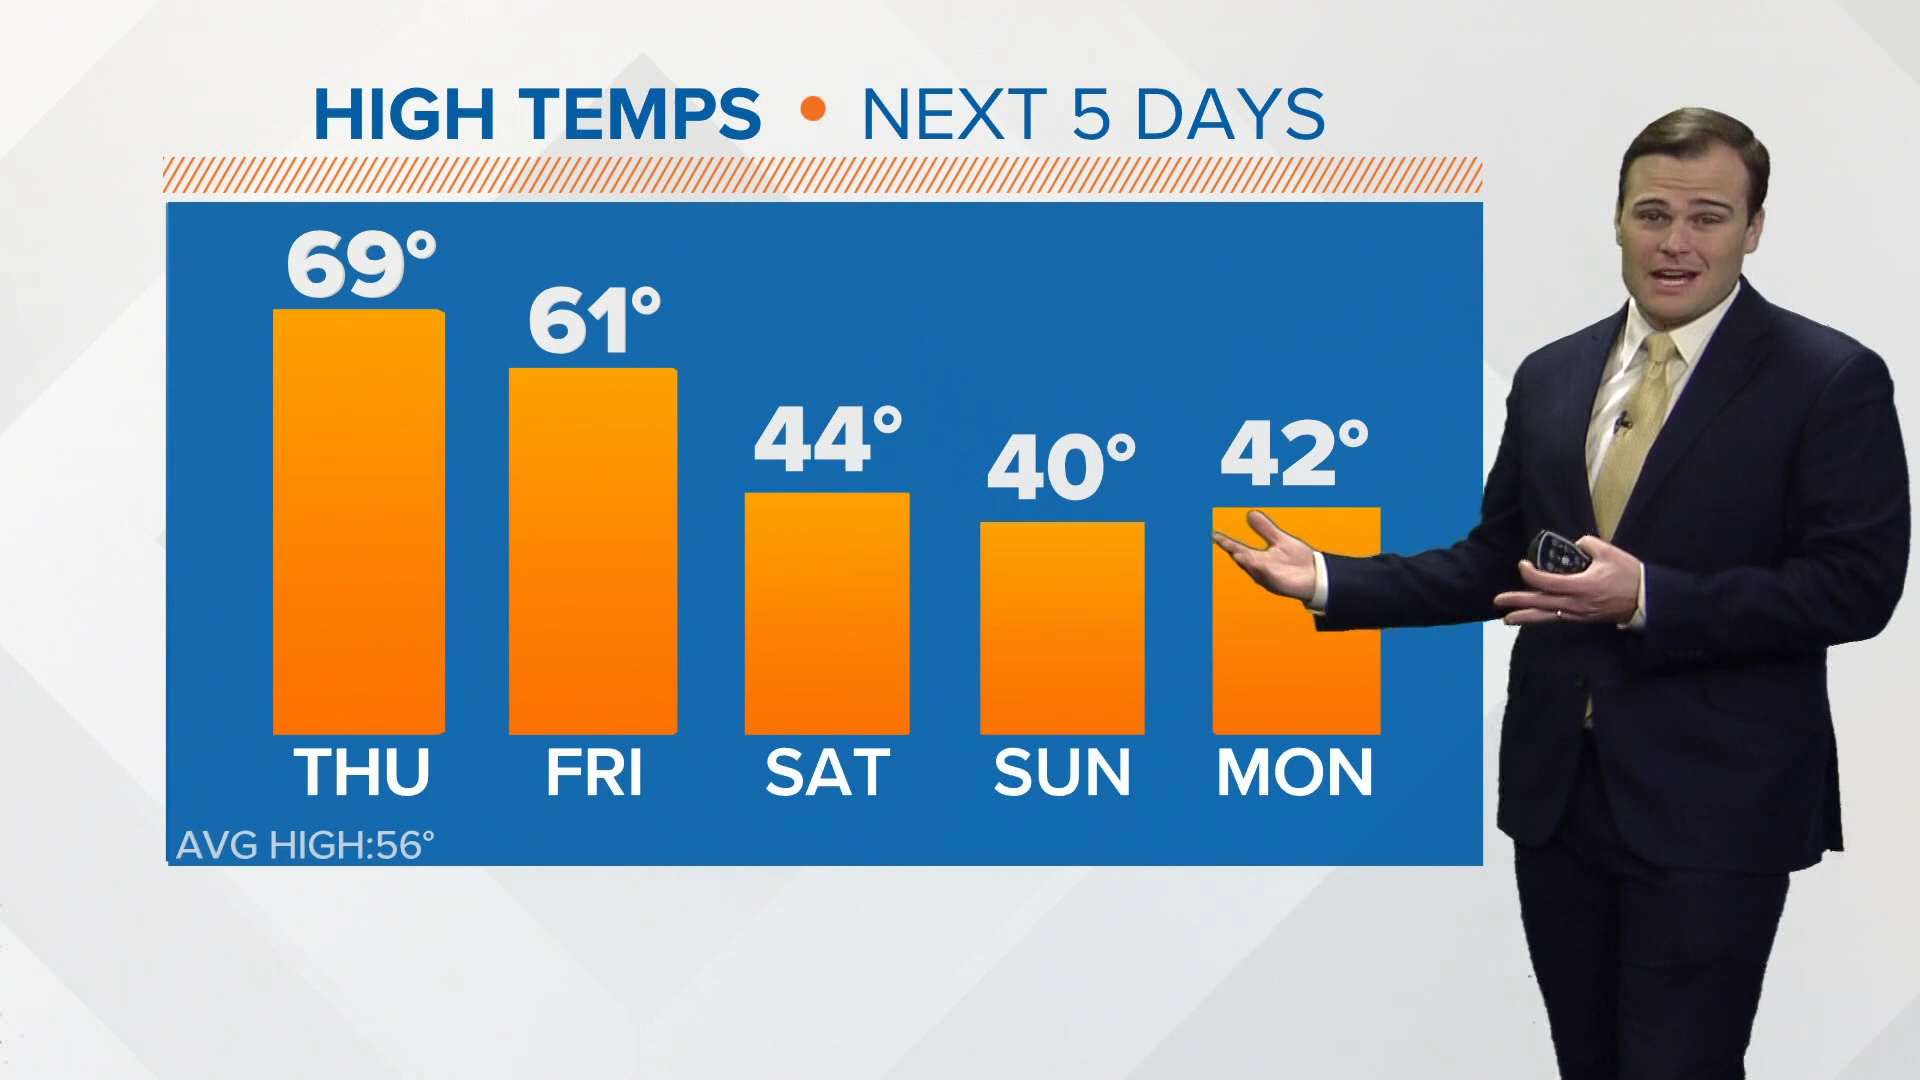 HIGH TEMPS • NEXT 5 DAYS
69° 61° 44° 40° 42°
THU FRI SAT SUN MON
AVG HIGH:56°